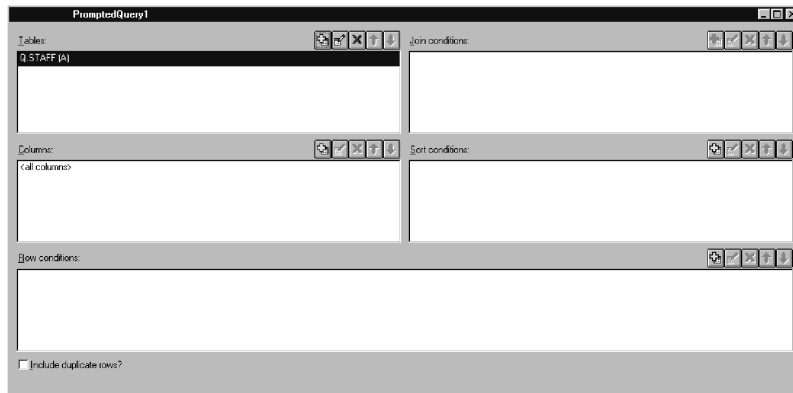 PromptedQuery1
Tables:
Join conditions:
Q.STAFF (A)
Columns:
Sort conditions:
<all columns>
Row conditions:
Include duplicate rows?